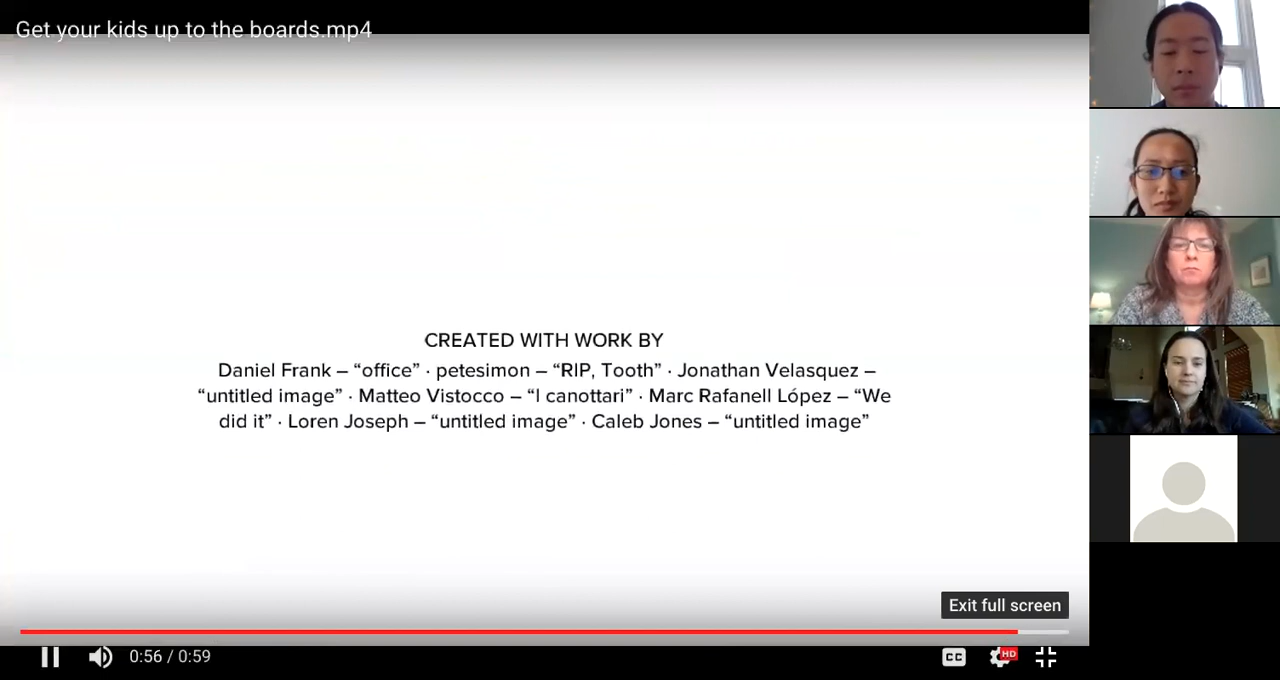 Get your kids up to the boards.mp4
CREATED WITH WORK BY
Daniel Frank – “office” · petesimon – “RIP, Tooth” · Jonathan Velasquez –
“untitled image” · Matteo Vistocco – “I canottari” · Marc Rafanell López – “We
did it” · Loren Joseph – “untitled image” · Caleb Jones – “untitled image”
Exit full screen
0:56 / 0:59
CC
HD